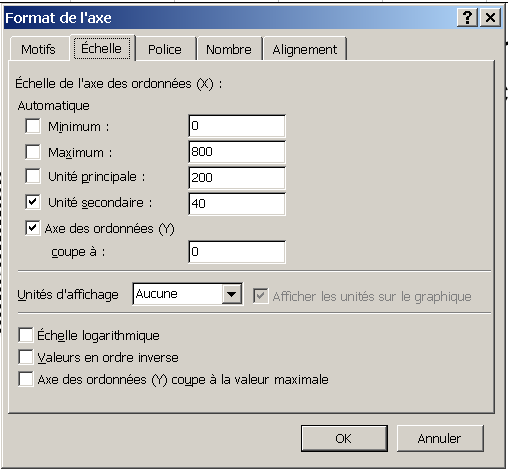 Format de l'axe
Motifs Échelle Police Nombre Alignement
Échelle de l'axe des ordonnées (X) :
Automatique
Minimum : 0
Maximum : 800
Unité principale : 200
Unité secondaire : 40
Axe des ordonnées (Y)
coupe à : 0
Unités d'affichage Aucune Afficher les unités sur le graphique
Échelle logarithmique
Valeurs en ordre inverse
Axe des ordonnées (Y) coupe à la valeur maximale
OK Annuler